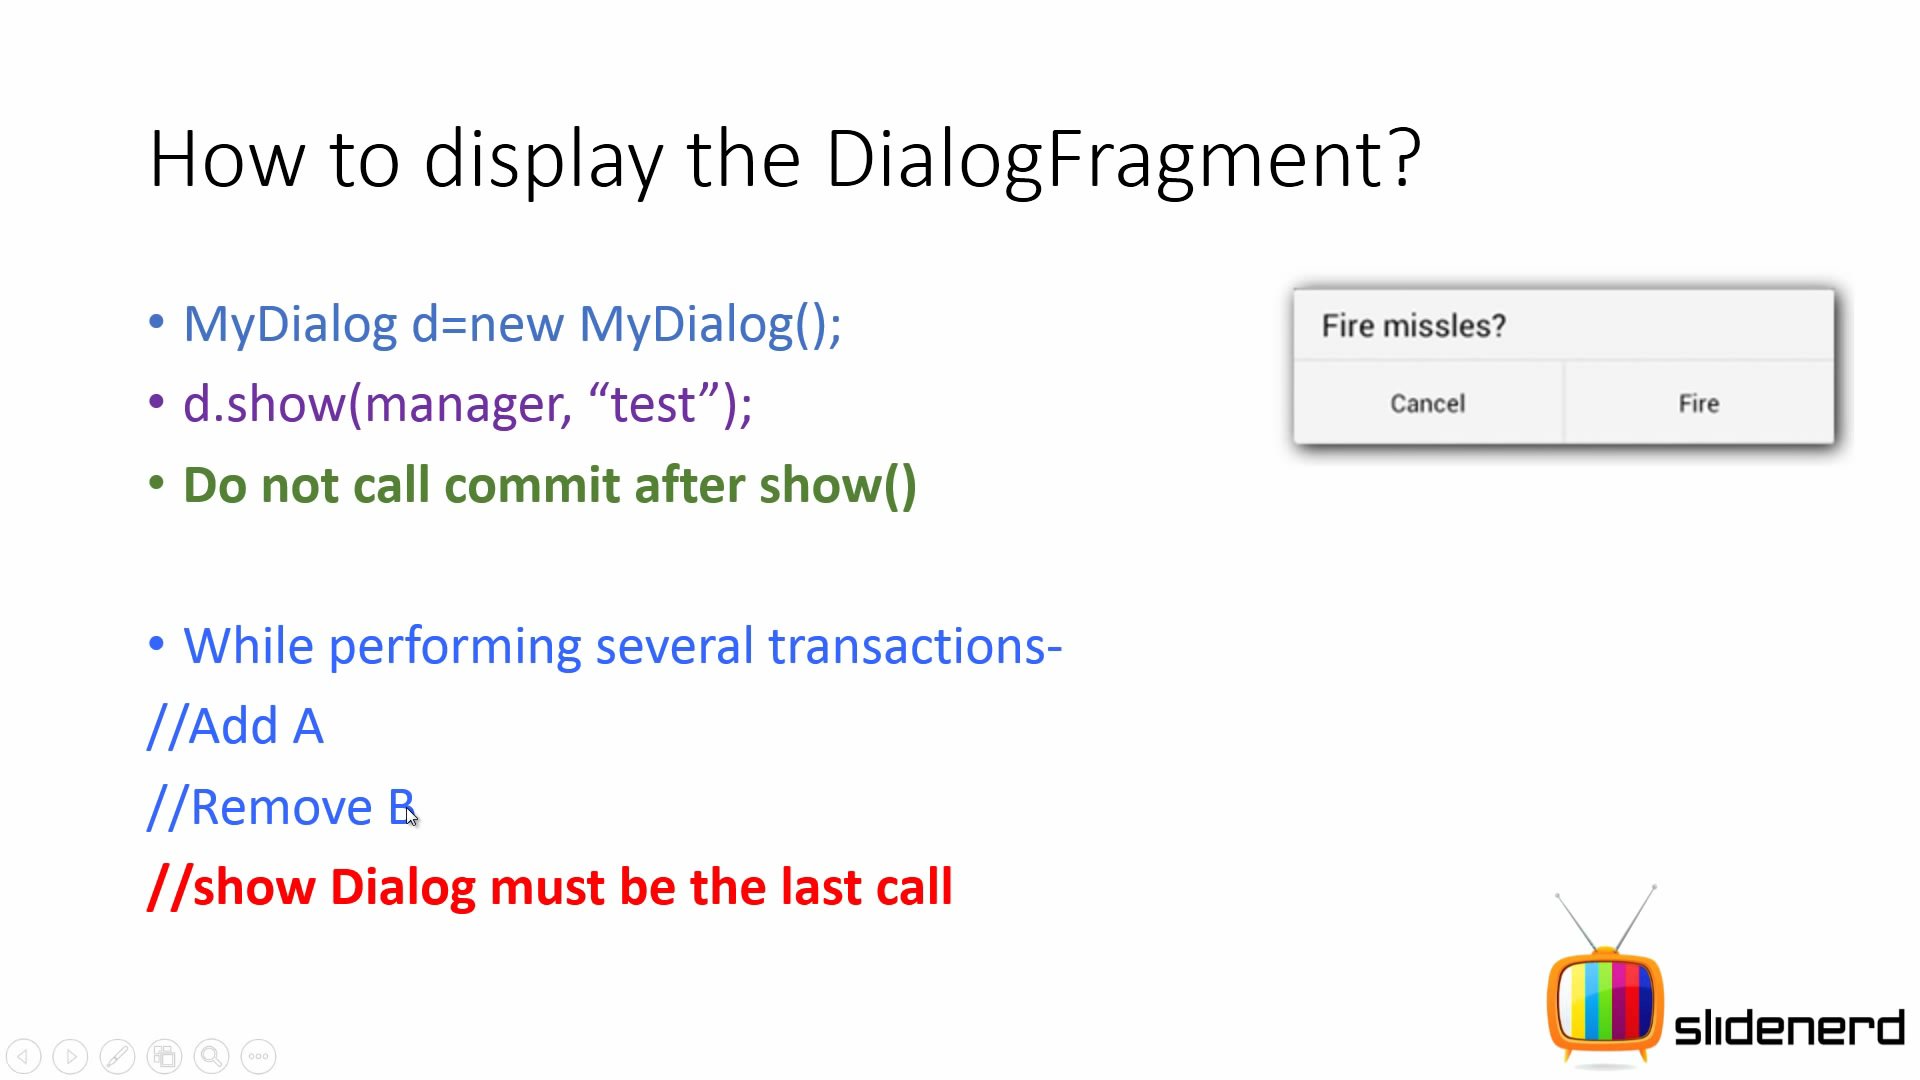 How to display the DialogFragment?
• MyDialog d=new MyDialog();
• d.show(manager, “test”);
• Do not call commit after show()
• While performing several transactions-
//Add A
//Remove B
//show Dialog must be the last call
Fire missles?
Cancel Fire
slidenerd